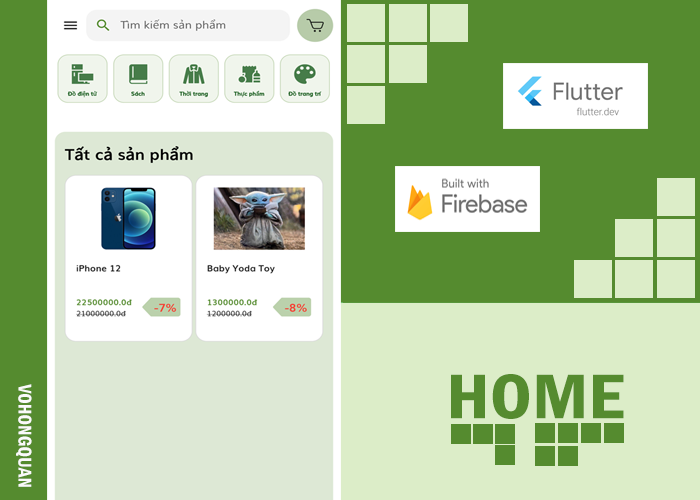 Tìm kiếm sản phẩm
Đồ điện tử
Sách
Thời trang
Thực phẩm
Đồ trang trí
Tất cả sản phẩm
iPhone 12
22500000.0đ
21000000.0đ
-7%
Baby Yoda Toy
1300000.0đ
1200000.0đ
-8%
VOHONGQUAN
Flutter
flutter.dev
Built with
Firebase
HOME